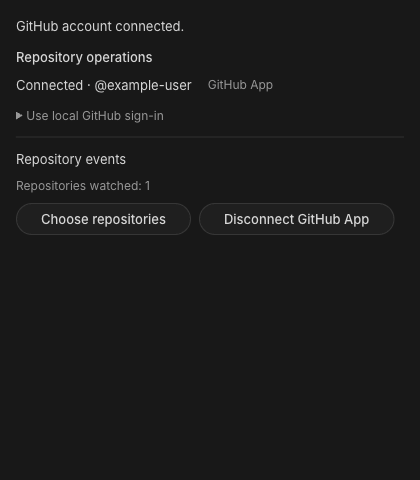 GitHub account connected.
Repository operations
Connected · @example-user GitHub App
Use local GitHub sign-in
Repository events
Repositories watched: 1
Choose repositories Disconnect GitHub App